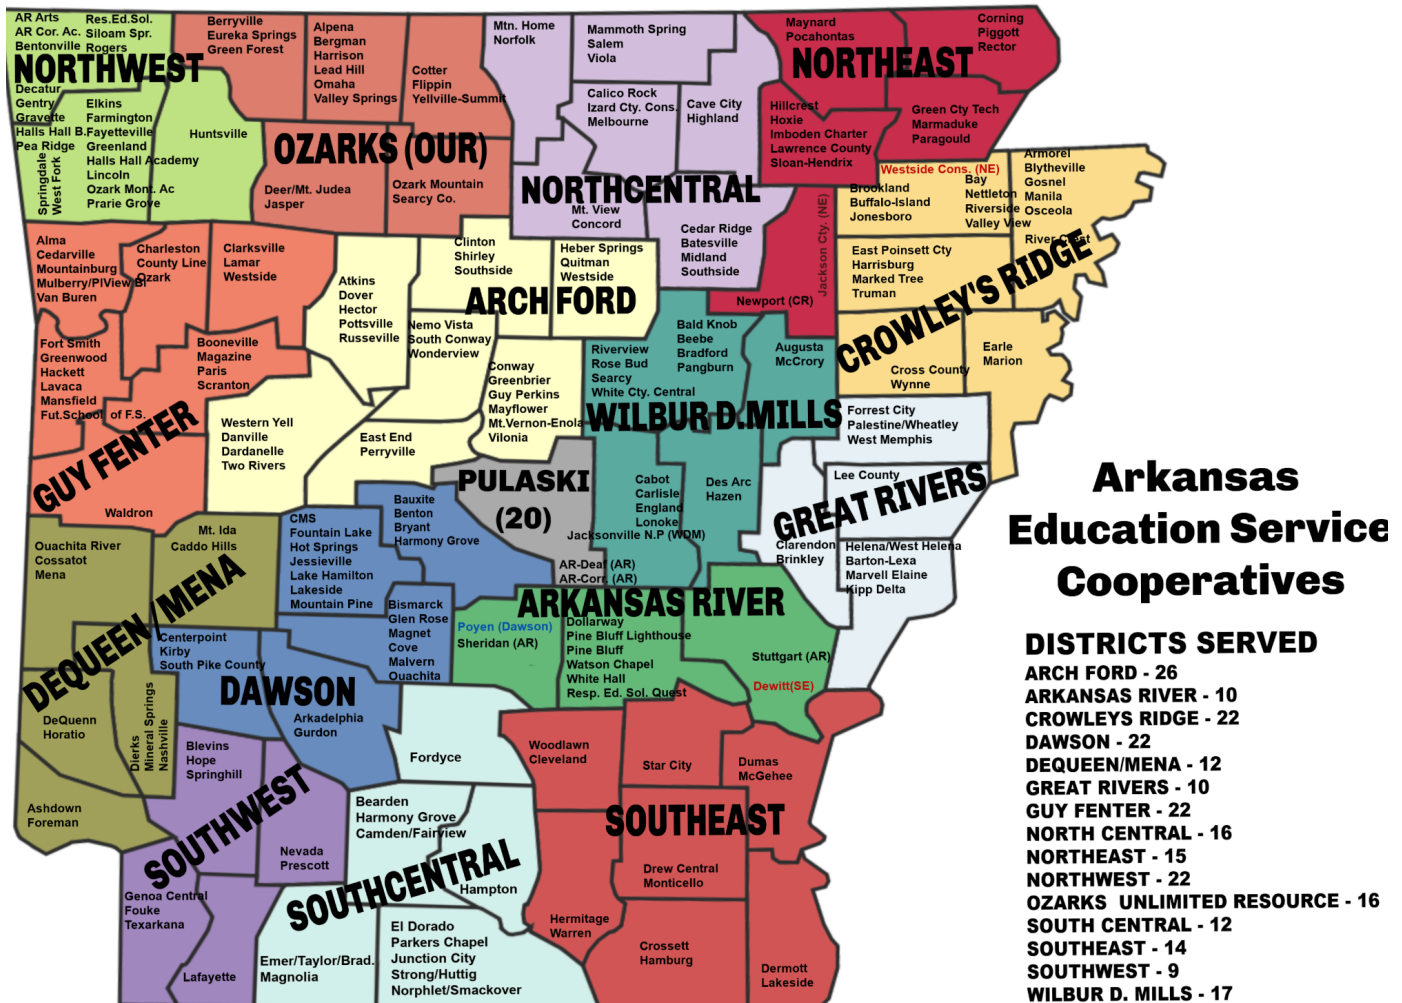 AR Arts
AR Cor. Ac.
Bentonville
Res.Ed.Sol.
Siloam Spr.
Rogers
NORTHWEST
Decatur
Gentry
Gravette
Halls Hall B.
Pea Ridge
Springdale
West Fork
Elkins
Farmington
Fayetteville
Greenland
Halls Hall Academy
Lincoln
Ozark Mont. Ac
Prarie Grove
Huntsville
Berryville
Eureka Springs
Green Forest
Alpena
Bergman
Harrison
Lead Hill
Omaha
Valley Springs
Cotter
Flippin
Yellville-Summit
OZARKS (OUR)
Deer/Mt. Judea
Jasper
Ozark Mountain
Searcy Co.
Mtn. Home
Norfolk
Mammoth Spring
Salem
Viola
Calico Rock
Izard Cty. Cons.
Melbourne
Cave City
Highland
NORTHCENTRAL
Mt. View
Concord
Cedar Ridge
Batesville
Midland
Southside
Maynard
Pocahontas
Corning
Piggott
Rector
NORTHEAST
Hillcrest
Hoxie
Imboden Charter
Lawrence County
Sloan-Hendrix
Green Cty Tech
Marmaduke
Paragould
Jackson Cty. (NE)
Newport (CR)
Westside Cons. (NE)
Brookland
Buffalo-Island
Jonesboro
Bay
Nettleton
Riverside
Valley View
Armorel
Blytheville
Gosnel
Manila
Osceola
River Crest
East Poinsett Cty
Harrisburg
Marked Tree
Truman
CROWLEY'S RIDGE
Cross County
Wynne
Earle
Marion
Alma
Cedarville
Mountainburg
Mulberry/PlView BI
Van Buren
Charleston
County Line
Ozark
Clarksville
Lamar
Westside
Fort Smith
Greenwood
Hackett
Lavaca
Mansfield
Fut.School of F.S.
Booneville
Magazine
Paris
Scranton
GUY FENTER
Waldron
Atkins
Dover
Hector
Pottsville
Russeville
Clinton
Shirley
Southside
Heber Springs
Quitman
Westside
ARCH FORD
Nemo Vista
South Conway
Wonderview
Conway
Greenbrier
Guy Perkins
Mayflower
Mt.Vernon-Enola
Vilonia
Western Yell
Danville
Dardanelle
Two Rivers
East End
Perryville
Riverview
Rose Bud
Searcy
White Cty. Central
Bald Knob
Beebe
Bradford
Pangburn
Augusta
McCrory
WILBUR D.MILLS
Cabot
Carlisle
England
Lonoke
Jacksonville N.P (WDM)
Des Arc
Hazen
Forrest City
Palestine/Wheatley
West Memphis
Lee County
GREAT RIVERS
Clarendon
Brinkley
Helena/West Helena
Barton-Lexa
Marvell Elaine
Kipp Delta
PULASKI
(20)
AR-Deaf (AR)
AR-Corr. (AR)
Ouachita River
Cossatot
Mena
Mt. Ida
Caddo Hills
DEQUEEN/MENA
DeQuenn
Horatio
Dierks
Mineral Springs
Nashville
Ashdown
Foreman
CMS
Fountain Lake
Hot Springs
Jessieville
Lake Hamilton
Lakeside
Mountain Pine
Bauxite
Benton
Bryant
Harmony Grove
Bismarck
Glen Rose
Magnet
Cove
Malvern
Ouachita
Centerpoint
Kirby
South Pike County
DAWSON
Arkadelphia
Gurdon
ARKANSAS RIVER
Poyen (Dawson)
Sheridan (AR)
Dollarway
Pine Bluff Lighthouse
Pine Bluff
Watson Chapel
White Hall
Resp. Ed. Sol. Quest
Stuttgart (AR)
Dewitt(SE)
Blevins
Hope
Springhill
SOUTHWEST
Nevada
Prescott
Genoa Central
Fouke
Texarkana
Lafayette
Fordyce
Bearden
Harmony Grove
Camden/Fairview
SOUTHCENTRAL
Hampton
Emer/Taylor/Brad.
Magnolia
El Dorado
Parkers Chapel
Junction City
Strong/Huttig
Norphlet/Smackover
Woodlawn
Cleveland
Star City
Dumas
McGehee
SOUTHEAST
Drew Central
Monticello
Hermitage
Warren
Crossett
Hamburg
Dermott
Lakeside
Arkansas
Education Service
Cooperatives
DISTRICTS SERVED
ARCH FORD - 26
ARKANSAS RIVER - 10
CROWLEYS RIDGE - 22
DAWSON - 22
DEQUEEN/MENA - 12
GREAT RIVERS - 10
GUY FENTER - 22
NORTH CENTRAL - 16
NORTHEAST - 15
NORTHWEST - 22
OZARKS UNLIMITED RESOURCE - 16
SOUTH CENTRAL - 12
SOUTHEAST - 14
SOUTHWEST - 9
WILBUR D. MILLS - 17